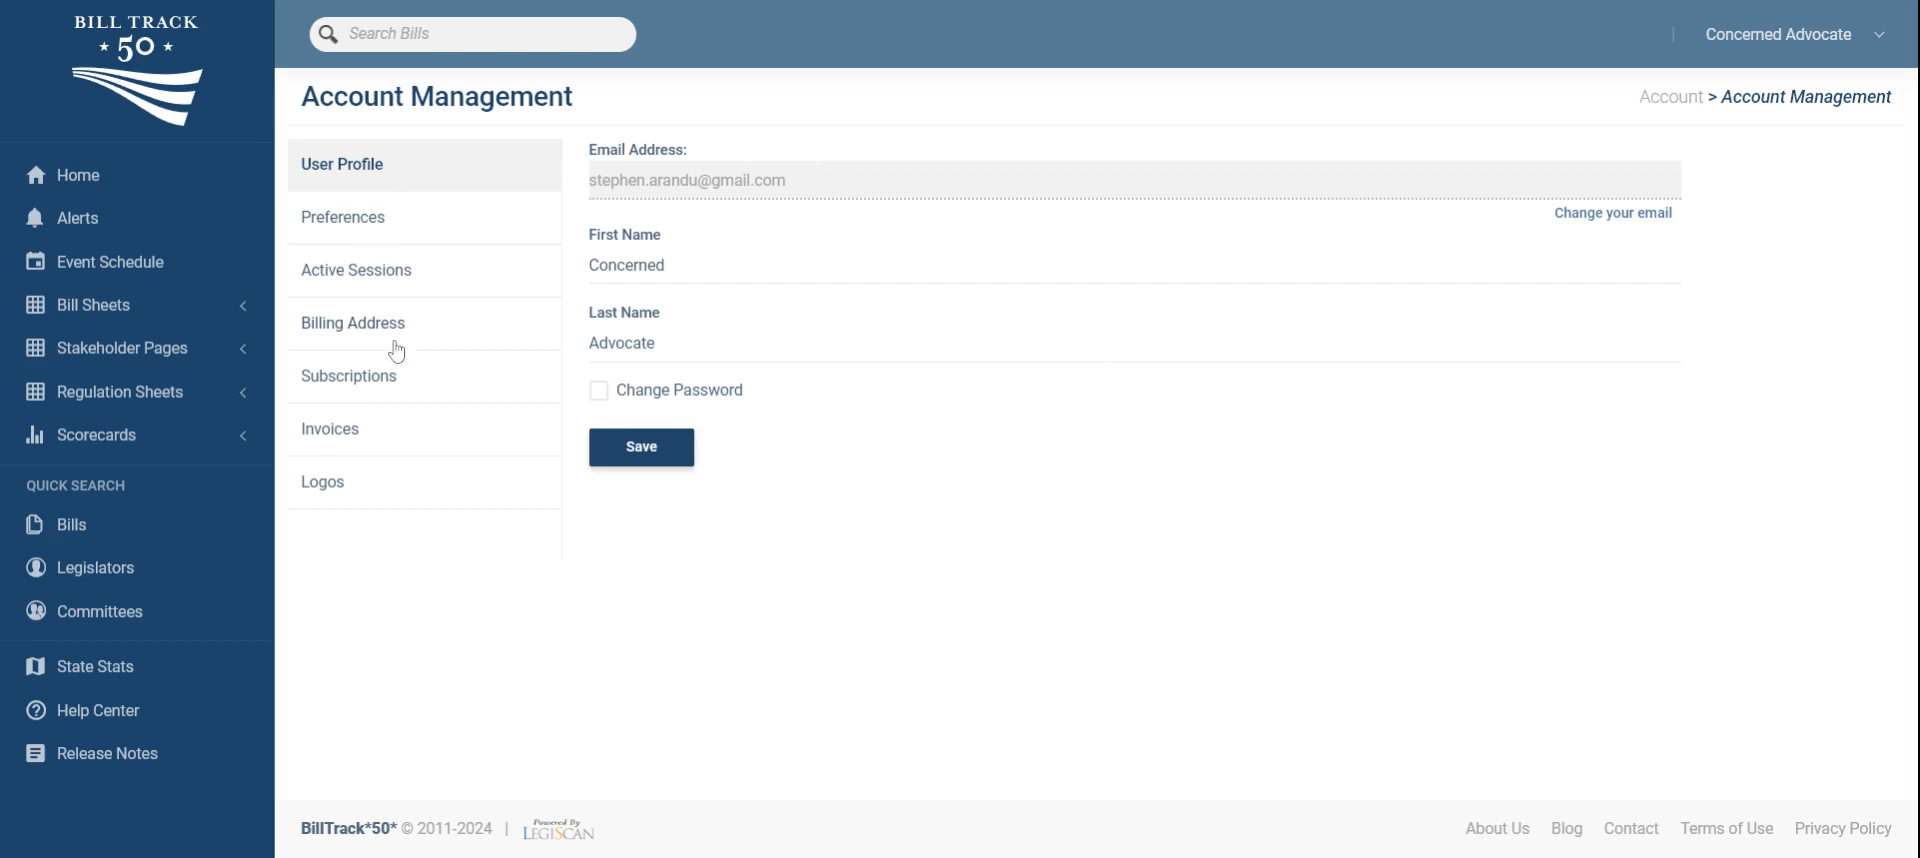 BILL TRACK
★ 50 ★
Search Bills
Concerned Advocate
Account Management
Account > Account Management
Home
Alerts
Event Schedule
Bill Sheets
Stakeholder Pages
Regulation Sheets
Scorecards
QUICK SEARCH
Bills
Legislators
Committees
State Stats
Help Center
Release Notes
User Profile
Preferences
Active Sessions
Billing Address
Subscriptions
Invoices
Logos
Email Address:
stephen.arandu@gmail.com
Change your email
First Name
Concerned
Last Name
Advocate
Change Password
Save
BillTrack*50* © 2011-2024 |
Powered By
LEGISCAN
About Us Blog Contact Terms of Use Privacy Policy